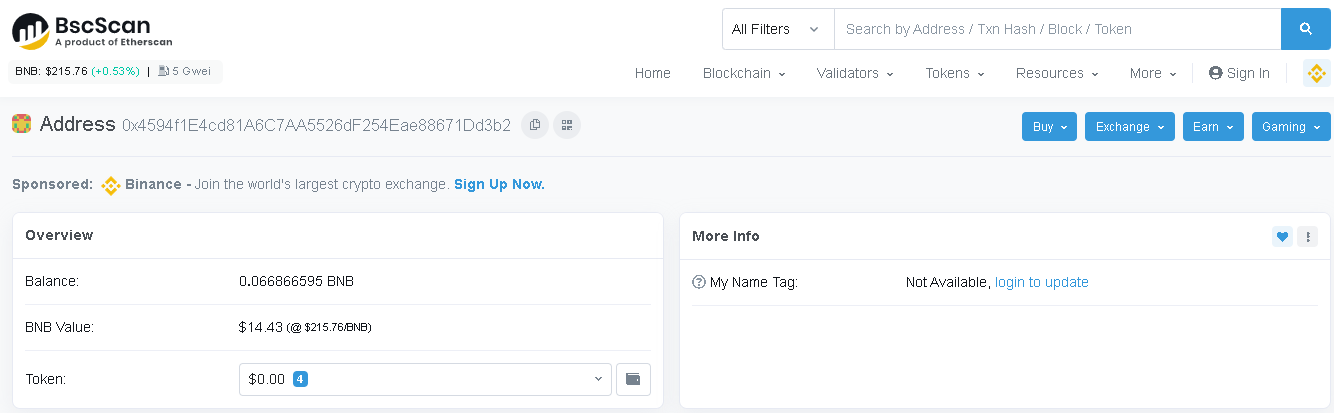 BscScan
A product of Etherscan
All Filters
Search by Address / Txn Hash / Block / Token
BNB: $215.76 (+0.53%) | 5 Gwei
Home Blockchain Validators Tokens Resources More Sign In
Address 0x4594f1E4cd81A6C7AA5526dF254Eae88671Dd3b2
Buy Exchange Earn Gaming
Sponsored: Binance - Join the world's largest crypto exchange. Sign Up Now.
Overview
Balance: 0.066866595 BNB
BNB Value: $14.43 (@ $215.76/BNB)
Token: $0.00 4
More Info
My Name Tag: Not Available, login to update